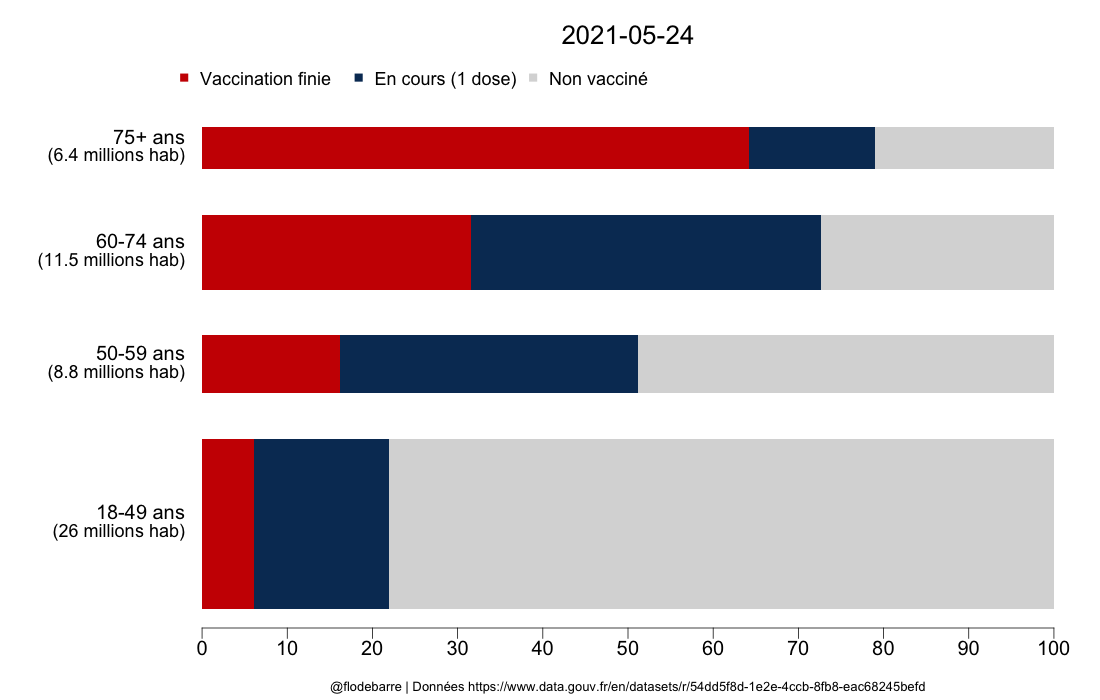 2021-05-24
Vaccination finie En cours (1 dose) Non vacciné
75+ ans
(6.4 millions hab)
60-74 ans
(11.5 millions hab)
50-59 ans
(8.8 millions hab)
18-49 ans
(26 millions hab)
0 10 20 30 40 50 60 70 80 90 100
@flodebarre | Données https://www.data.gouv.fr/en/datasets/r/54dd5f8d-1e2e-4ccb-8fb8-eac68245befd